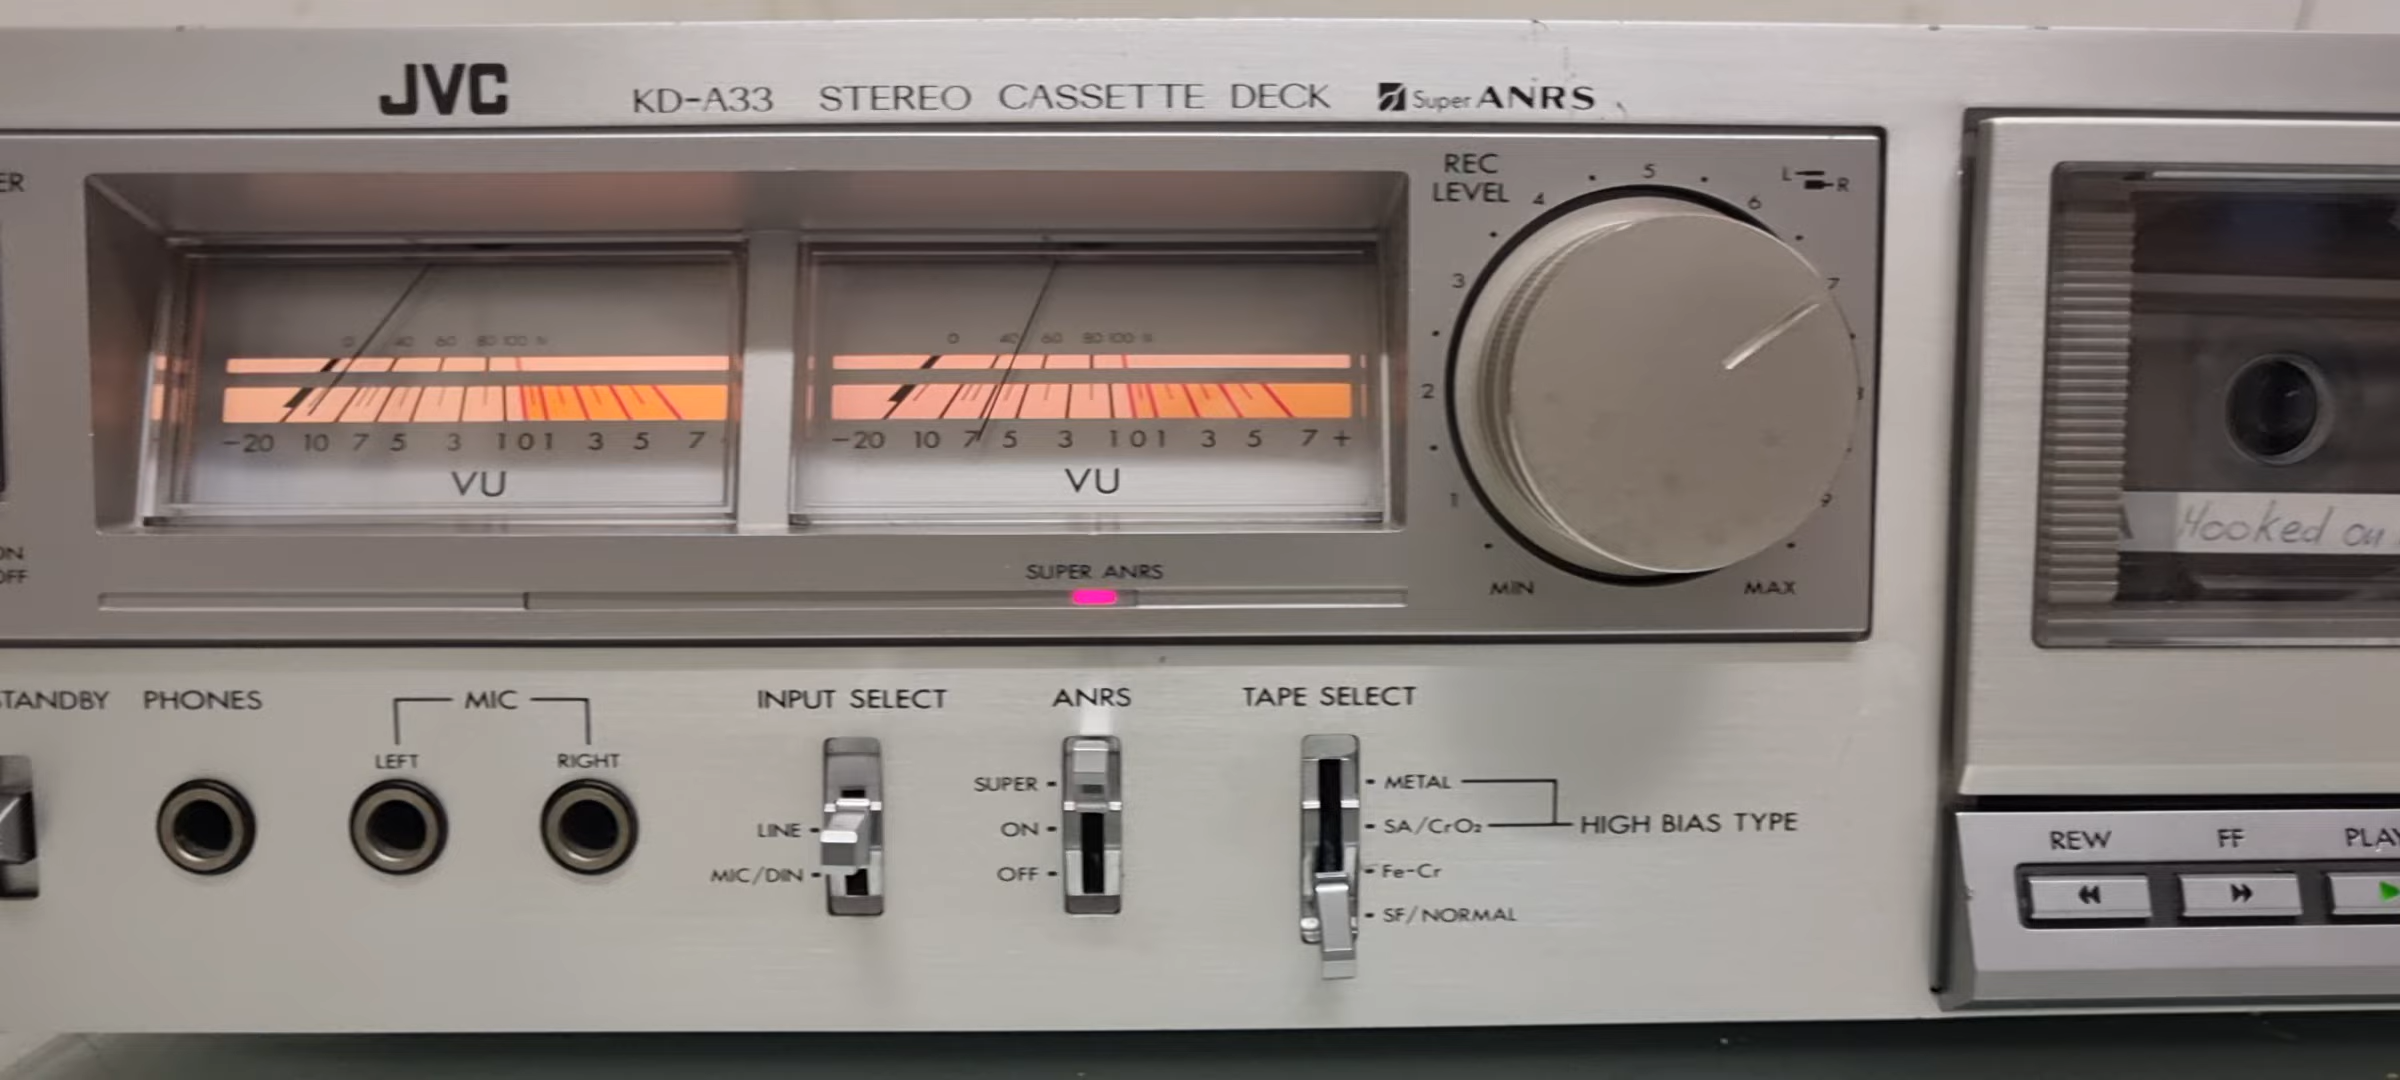 JVC KD-A33 STEREO CASSETTE DECK Super ANRS
REC
LEVEL
L R
1 2 3 4 5 6 7 9
MIN MAX
0 40 60 80 100 %
-20 10 7 5 3 1 0 1 3 5 7
VU
0 40 60 80 100 %
-20 10 7 5 3 1 0 1 3 5 7 +
VU
SUPER ANRS
PHONES
MIC
LEFT RIGHT
INPUT SELECT
LINE
MIC/DIN
ANRS
SUPER
ON
OFF
TAPE SELECT
METAL
SA/CrO₂
Fe-Cr
SF/NORMAL
HIGH BIAS TYPE
Hooked on
REW FF PLAY